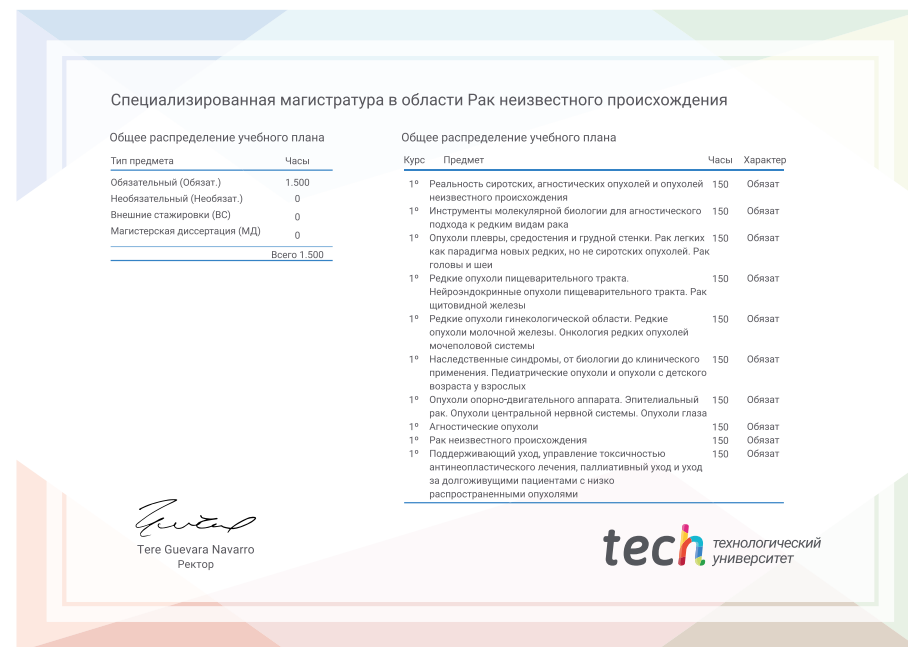 Специализированная магистратура в области Рак неизвестного происхождения
Общее распределение учебного плана
Тип предмета Часы
Обязательный (Обязат.) 1.500
Необязательный (Необязат.) 0
Внешние стажировки (ВС) 0
Магистерская диссертация (МД) 0
Всего 1.500
Общее распределение учебного плана
Курс Предмет Часы Характер
1º Реальность сиротских, агностических опухолей и опухолей 150 Обязат
неизвестного происхождения
1º Инструменты молекулярной биологии для агностического 150 Обязат
подхода к редким видам рака
1º Опухоли плевры, средостения и грудной стенки. Рак легких 150 Обязат
как парадигма новых редких, но не сиротских опухолей. Рак
головы и шеи
1º Редкие опухоли пищеварительного тракта. 150 Обязат
Нейроэндокринные опухоли пищеварительного тракта. Рак
щитовидной железы
1º Редкие опухоли гинекологической области. Редкие 150 Обязат
опухоли молочной железы. Онкология редких опухолей
мочеполовой системы
1º Наследственные синдромы, от биологии до клинического 150 Обязат
применения. Педиатрические опухоли и опухоли с детского
возраста у взрослых
1º Опухоли опорно-двигательного аппарата. Эпителиальный 150 Обязат
рак. Опухоли центральной нервной системы. Опухоли глаза
1º Агностические опухоли 150 Обязат
1º Рак неизвестного происхождения 150 Обязат
1º Поддерживающий уход, управление токсичностью 150 Обязат
антинеопластического лечения, паллиативный уход и уход
за долгоживущими пациентами с низко
распространенными опухолями
Tere Guevara Navarro
Ректор
tech технологический
университет